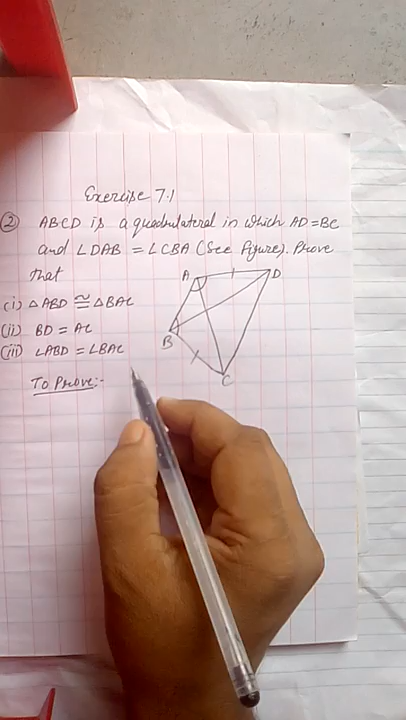 Exercise 7.1
② ABCD is a quadrilateral in which AD = BC
and ∠DAB = ∠CBA (See figure). Prove
that
A D
(i) △ABD ≅ △BAC
(ii) BD = AC
B
(iii) ∠ABD = ∠BAC
C
To Prove:-